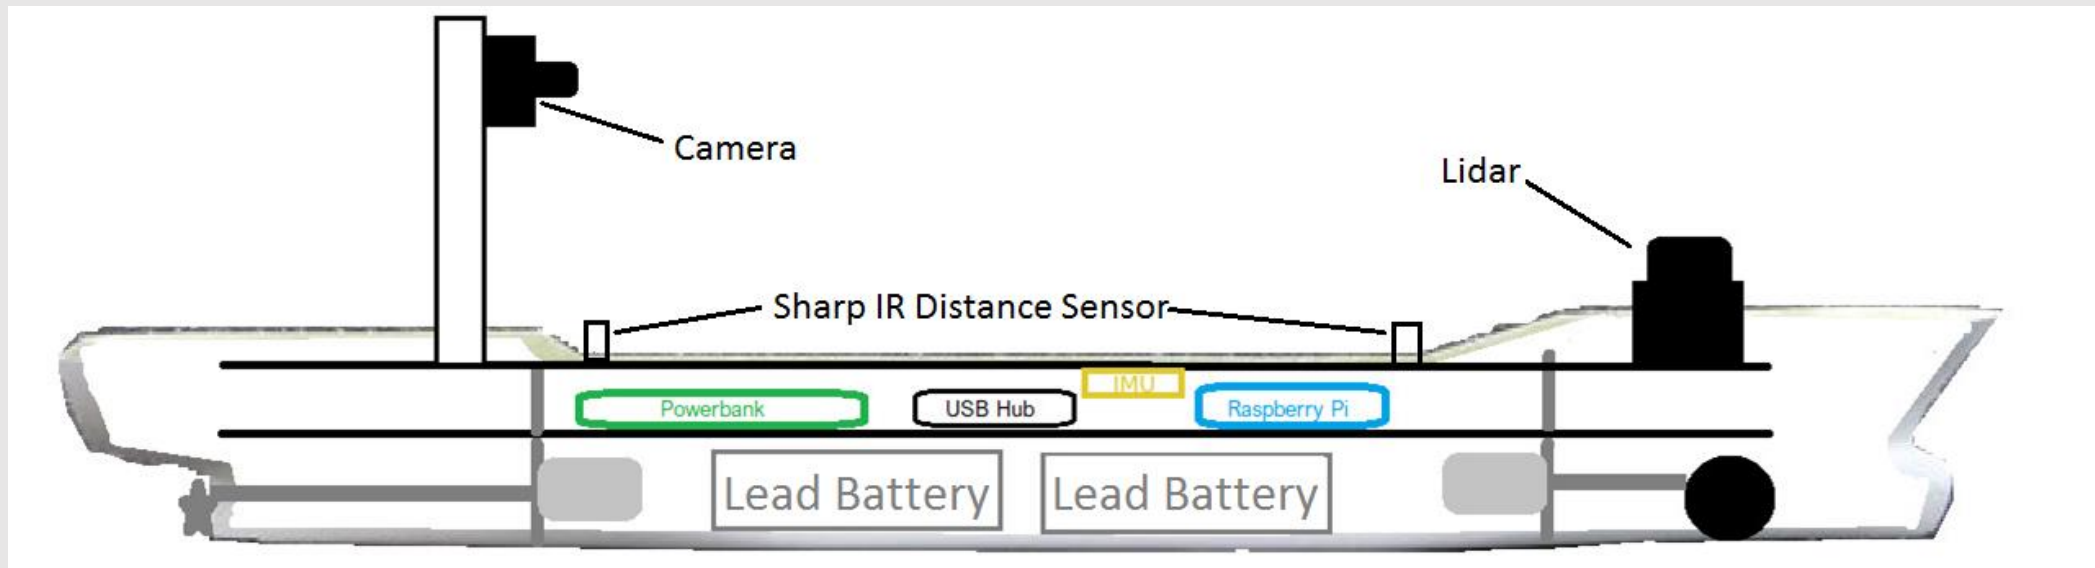 Camera
Lidar
Sharp IR Distance Sensor
IMU
Powerbank
USB Hub
Raspberry Pi
Lead Battery
Lead Battery